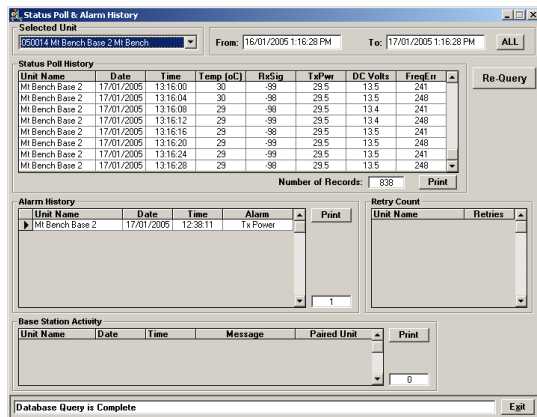 Status Poll & Alarm History
Selected Unit
050014 Mt Bench Base 2 Mt Bench
From: 16/01/2005 1:16:28 PM To: 17/01/2005 1:16:28 PM ALL
Status Poll History
Unit Name Date Time Temp (oC) RxSig TxPwr DC Volts FreqErr
Mt Bench Base 2 17/01/2005 13:16:00 30 -99 29.5 13.5 241
Mt Bench Base 2 17/01/2005 13:16:04 30 -98 29.5 13.5 248
Mt Bench Base 2 17/01/2005 13:16:08 29 -98 29.5 13.4 241
Mt Bench Base 2 17/01/2005 13:16:12 29 -99 29.5 13.4 248
Mt Bench Base 2 17/01/2005 13:16:16 29 -98 29.5 13.5 241
Mt Bench Base 2 17/01/2005 13:16:20 29 -99 29.5 13.5 248
Mt Bench Base 2 17/01/2005 13:16:24 29 -99 29.5 13.5 241
Mt Bench Base 2 17/01/2005 13:16:28 29 -98 29.5 13.5 248
Re-Query
Number of Records: 838 Print
Alarm History
Unit Name Date Time Alarm
Mt Bench Base 2 17/01/2005 12:38:11 Tx Power
Print
1
Retry Count
Unit Name Retries
Base Station Activity
Unit Name Date Time Message Paired Unit
Print
0
Database Query is Complete
Exit